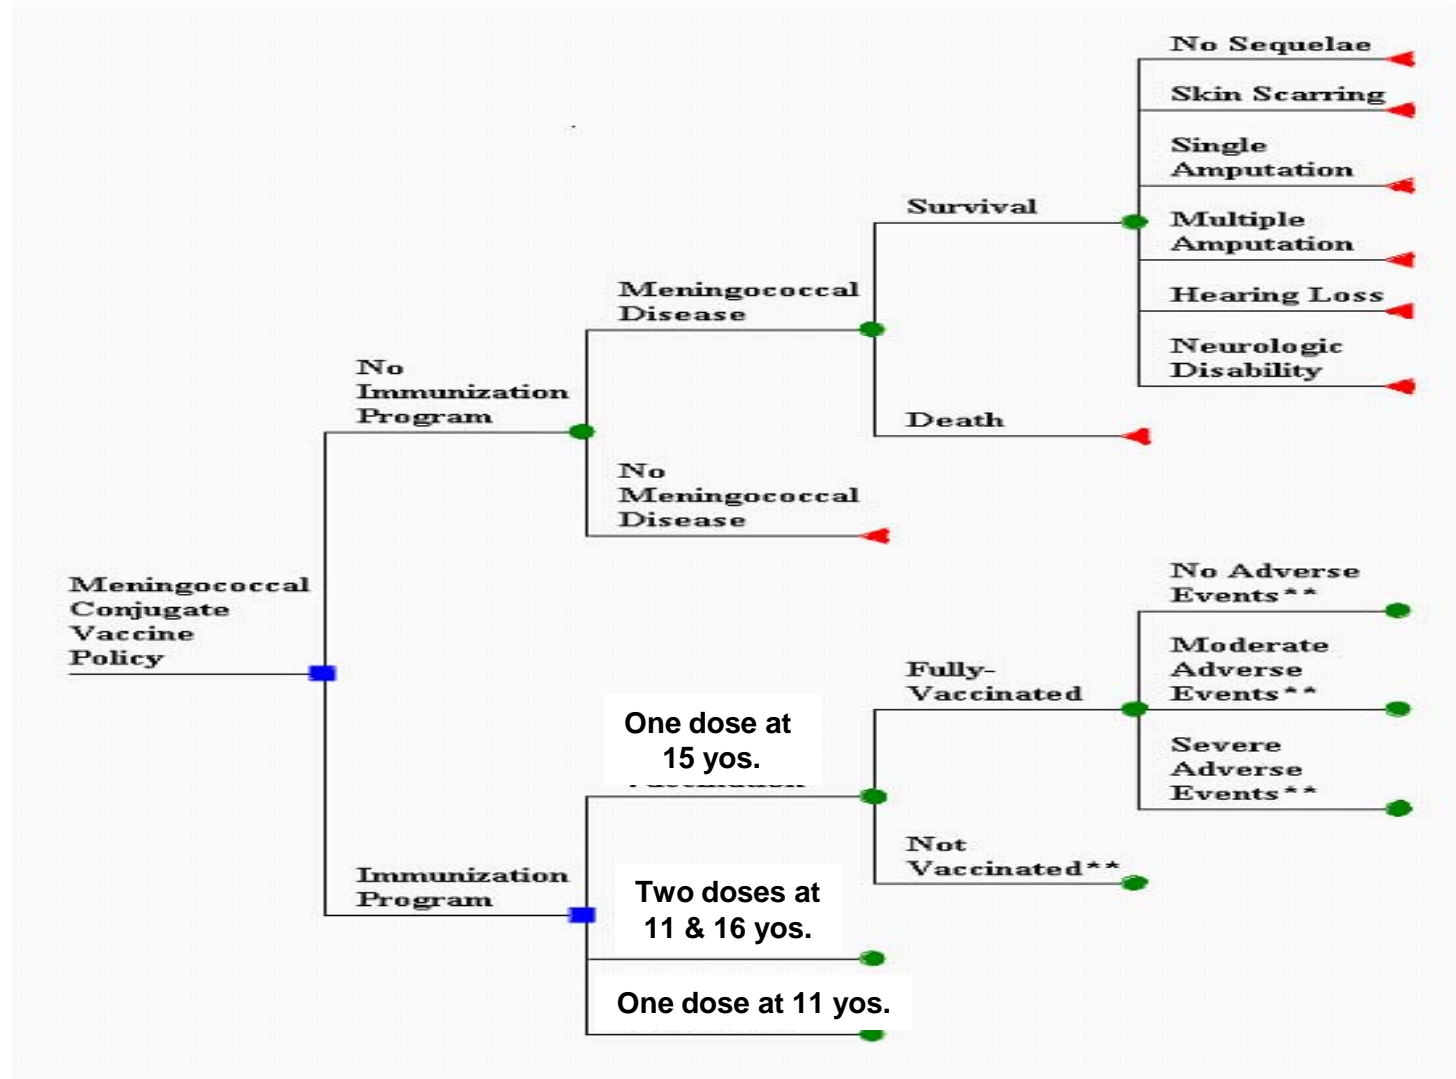 No Sequelae
Skin Scarring
Single
Amputation
Survival
Multiple
Amputation
Meningococcal
Disease
Hearing Loss
Neurologic
Disability
No
Immunization
Program
Death
No
Meningococcal
Disease
Meningococcal
Conjugate
Vaccine
Policy
No Adverse
Events**
Moderate
Adverse
Events**
Fully-
Vaccinated
One dose at
15 yos.
Severe
Adverse
Events**
Not
Vaccinated**
Immunization
Program
Two doses at
11 & 16 yos.
One dose at 11 yos.